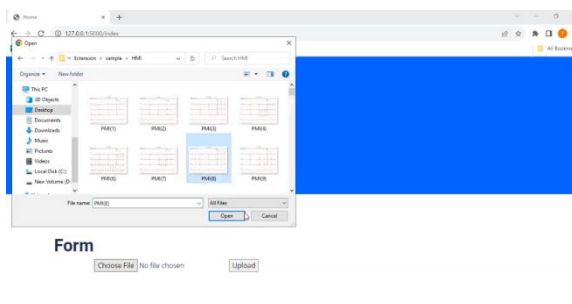 Home
127.0.0.1:5000/index
All Bookma
Open
Extension > sample > HMI
Search HMI
Organize
New folder
This PC
3D Objects
Desktop
Documents
Downloads
Music
Pictures
Videos
Local Disk (C:)
New Volume (D:
PMI(1)
PMI(2)
PMI(3)
PMI(4)
PMI(6)
PMI(7)
PMI(8)
PMI(9)
File name: PMI(8)
All Files
Open
Cancel
Form
Choose File No file chosen
Upload